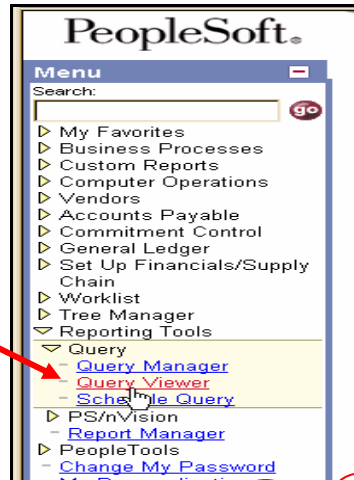 PeopleSoft.
Menu
Search:
go
My Favorites
Business Processes
Custom Reports
Computer Operations
Vendors
Accounts Payable
Commitment Control
General Ledger
Set Up Financials/Supply
Chain
Worklist
Tree Manager
Reporting Tools
Query
Query Manager
Query Viewer
Schedule Query
PS/nVision
Report Manager
PeopleTools
Change My Password